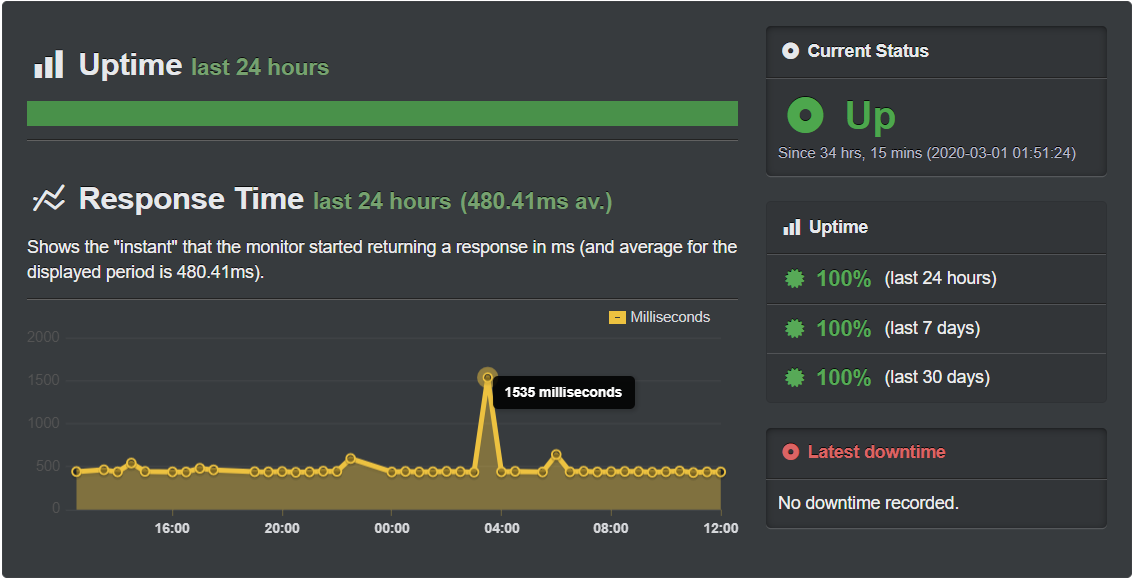 Uptime last 24 hours
Response Time last 24 hours (480.41ms av.)
Shows the "instant" that the monitor started returning a response in ms (and average for the
displayed period is 480.41ms).
Milliseconds
2000
1500
1000
500
0
1535 milliseconds
16:00 20:00 00:00 04:00 08:00 12:00
Current Status
Up
Since 34 hrs, 15 mins (2020-03-01 01:51:24)
Uptime
100% (last 24 hours)
100% (last 7 days)
100% (last 30 days)
Latest downtime
No downtime recorded.